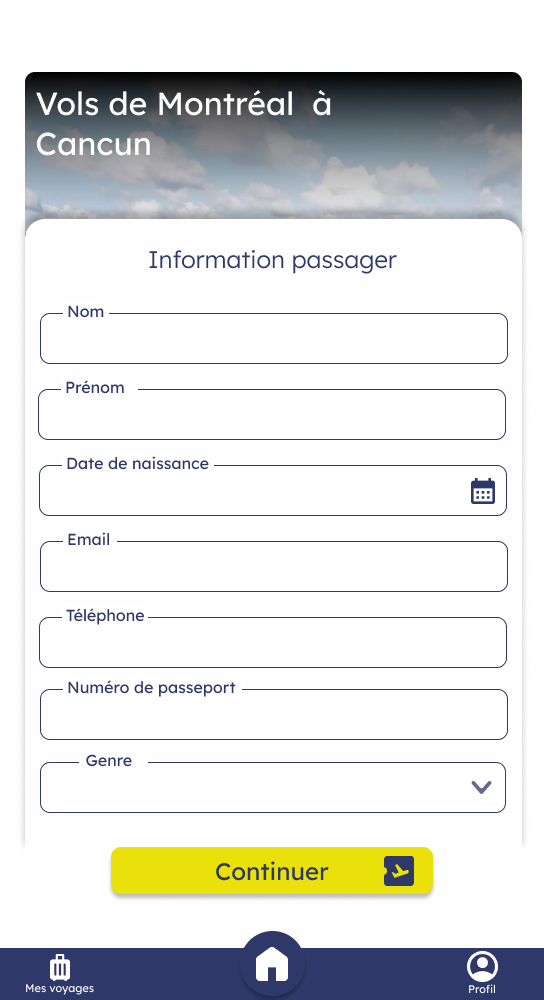 Vols de Montréal à
Cancun
Information passager
Nom
Prénom
Date de naissance
Email
Téléphone
Numéro de passeport
Genre
Continuer
Mes voyages
Profil